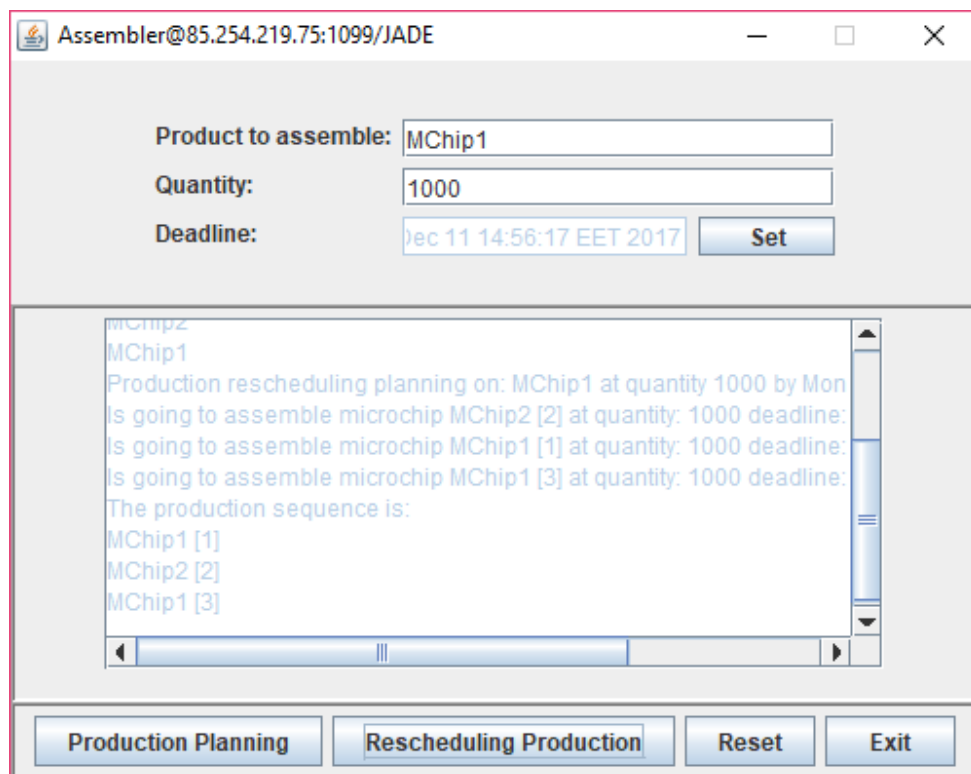 Assembler@85.254.219.75:1099/JADE
Product to assemble: MChip1
Quantity: 1000
Deadline: Dec 11 14:56:17 EET 2017 Set
MChip2
MChip1
Production rescheduling planning on: MChip1 at quantity 1000 by Mon
Is going to assemble microchip MChip2 [2] at quantity: 1000 deadline:
Is going to assemble microchip MChip1 [1] at quantity: 1000 deadline:
Is going to assemble microchip MChip1 [3] at quantity: 1000 deadline:
The production sequence is:
MChip1 [1]
MChip2 [2]
MChip1 [3]
Production Planning Rescheduling Production Reset Exit